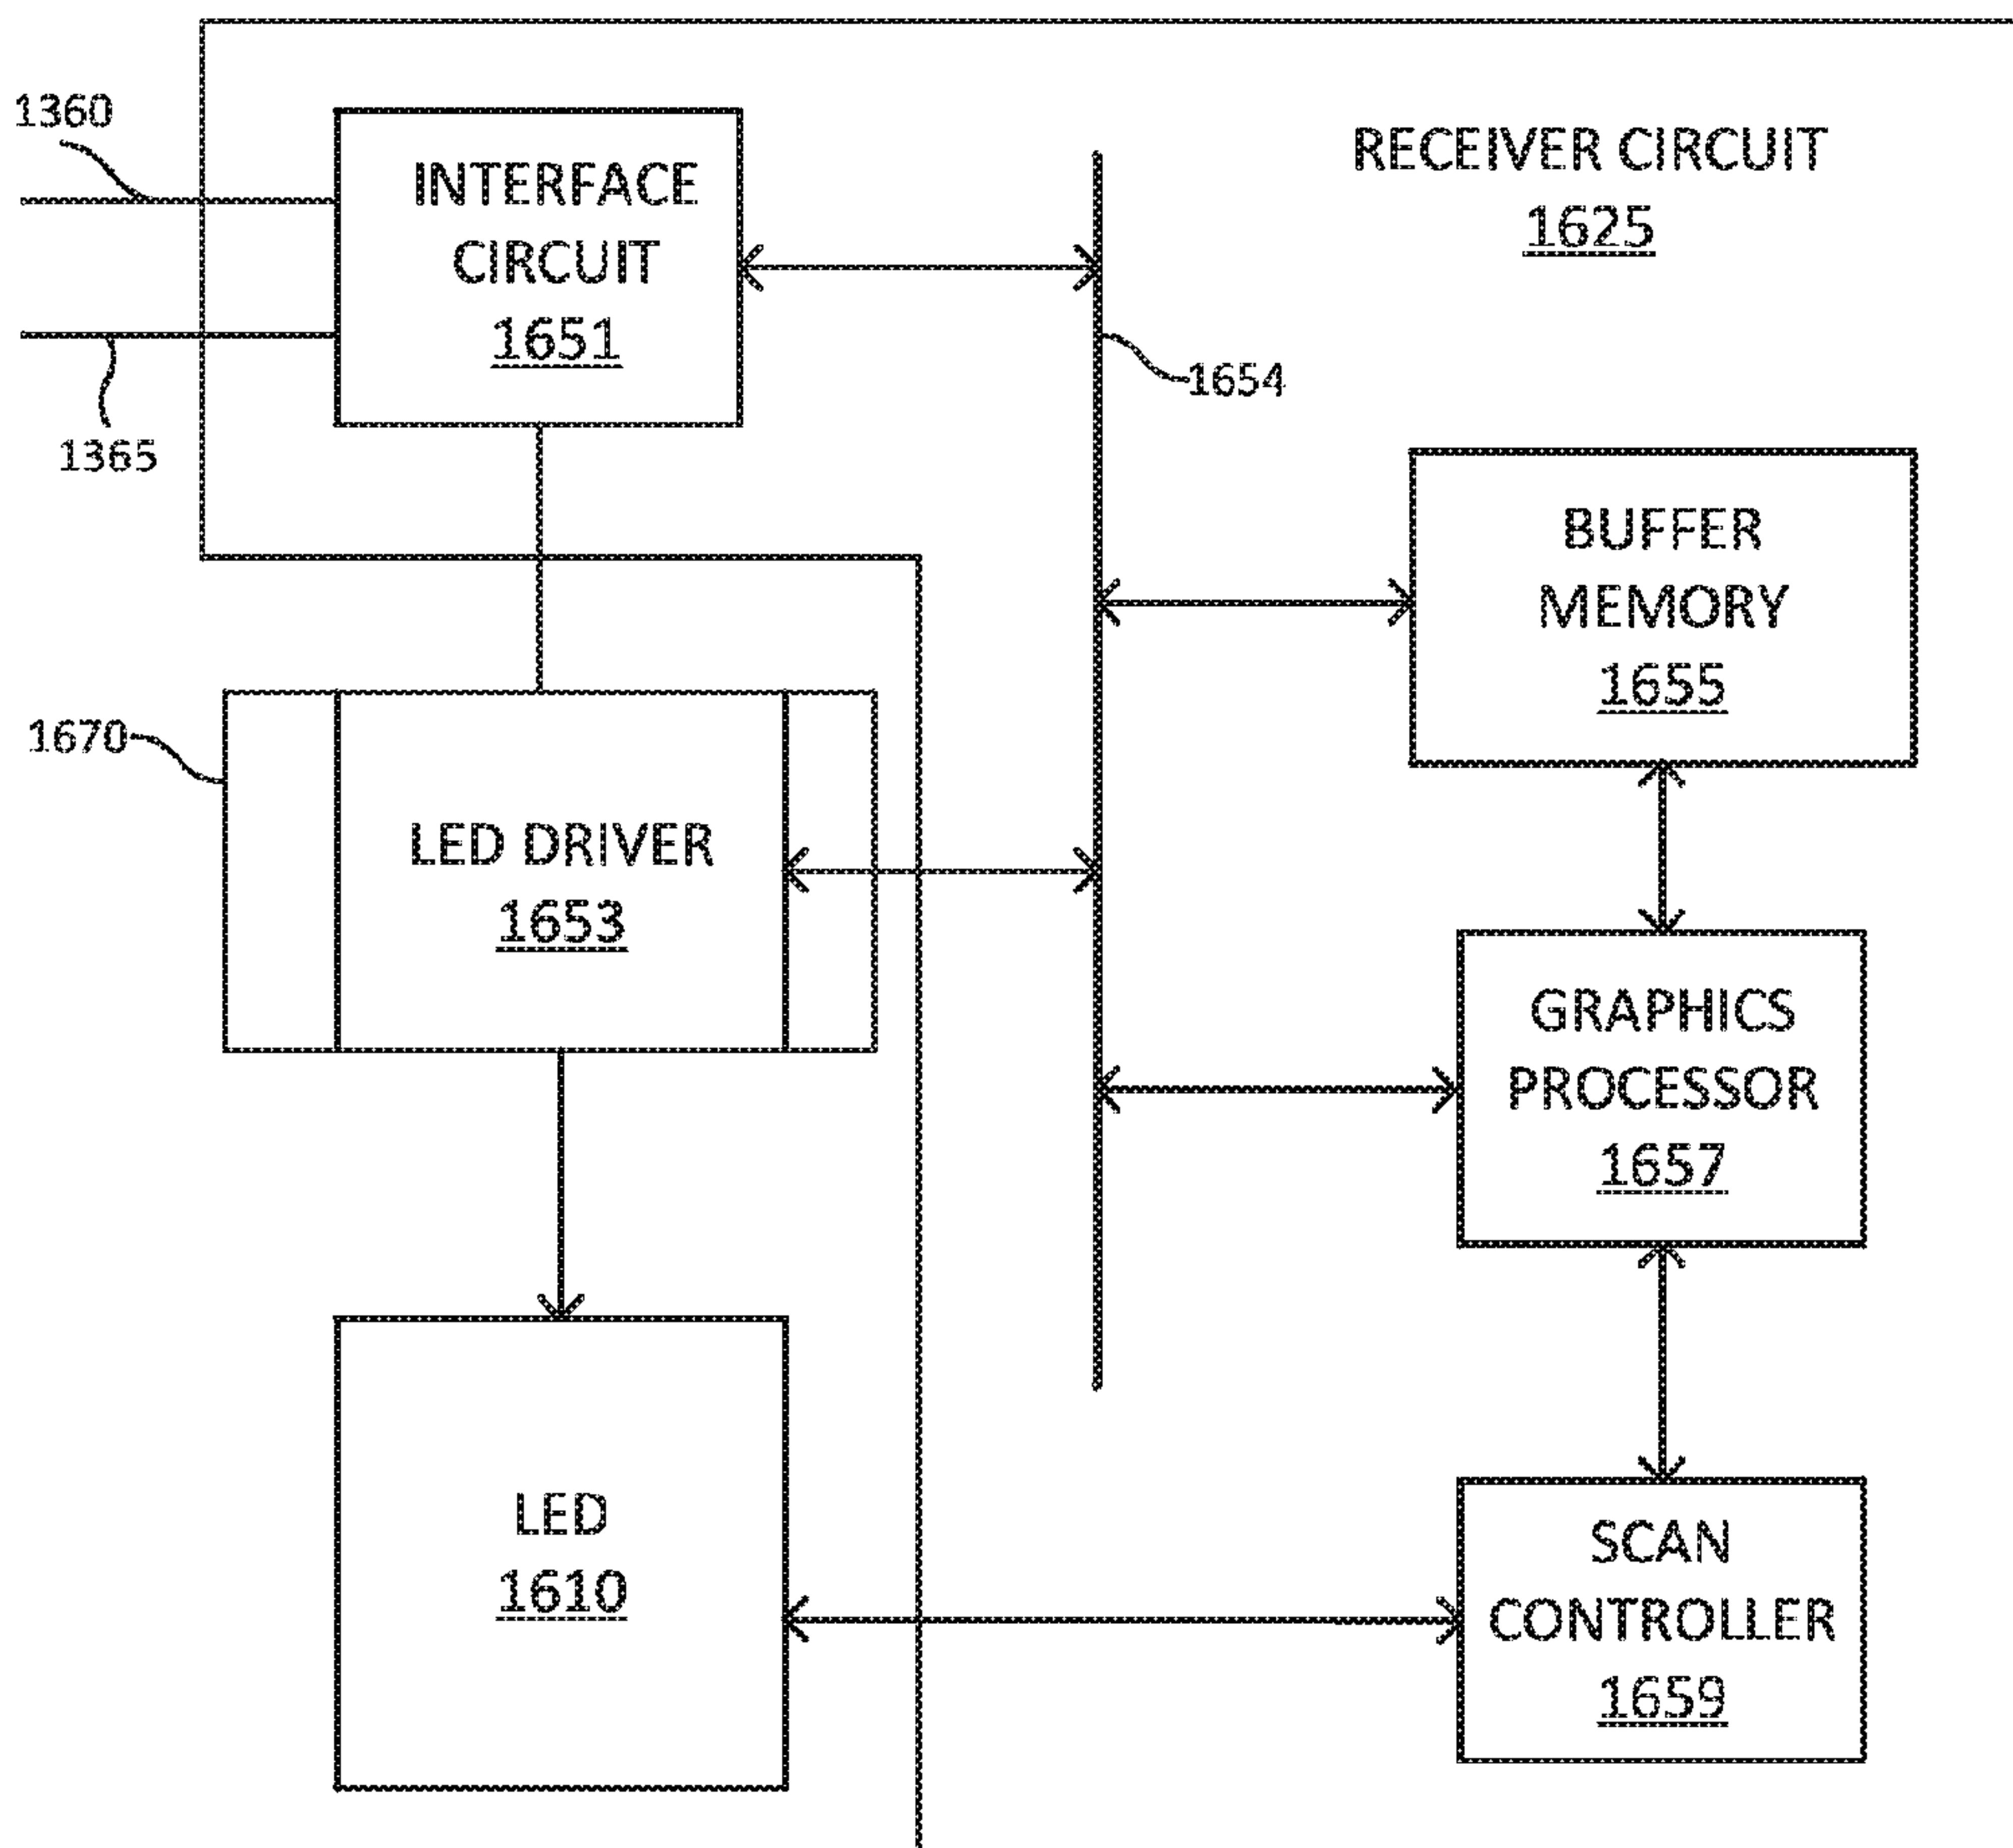 1360
INTERFACE
CIRCUIT
1651
RECEIVER CIRCUIT
1625
1654
1365
BUFFER
MEMORY
1655
1670
LED DRIVER
1653
GRAPHICS
PROCESSOR
1657
LED
1610
SCAN
CONTROLLER
1659